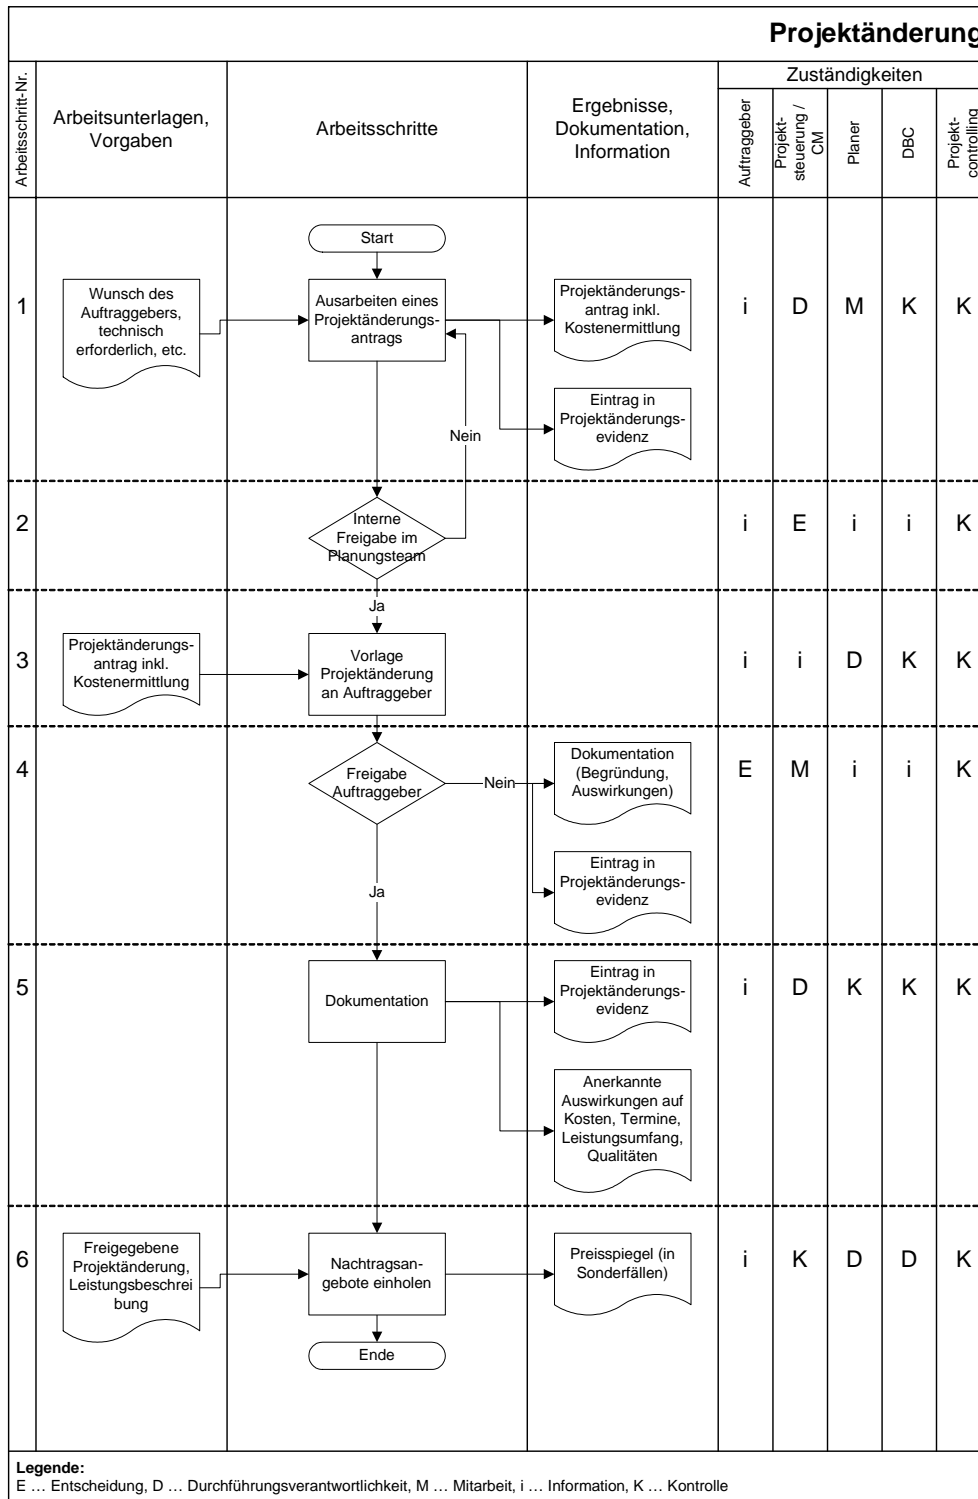 Projektänderung
Arbeitsschritt-Nr.
Arbeitsunterlagen,
Vorgaben
Arbeitsschritte
Ergebnisse,
Dokumentation,
Information
Zuständigkeiten
Auftraggeber
Projekt-
steuerung /
CM
Planer
DBC
Projekt-
controlling
Start
1
Wunsch des
Auftraggebers,
technisch
erforderlich, etc.
Ausarbeiten eines
Projektänderungs-
antrags
Projektänderungs-
antrag inkl.
Kostenermittlung
i D M K K
Eintrag in
Projektänderungs-
evidenz
Nein
2
Interne
Freigabe im
Planungsteam
i E i i K
Ja
3
Projektänderungs-
antrag inkl.
Kostenermittlung
Vorlage
Projektänderung
an Auftraggeber
i i D K K
4
Freigabe
Auftraggeber
Nein
Dokumentation
(Begründung,
Auswirkungen)
E M i i K
Eintrag in
Projektänderungs-
evidenz
Ja
5
Dokumentation
Eintrag in
Projektänderungs-
evidenz
i D K K K
Anerkannte
Auswirkungen auf
Kosten, Termine,
Leistungsumfang,
Qualitäten
6
Freigegebene
Projektänderung,
Leistungsbeschrei
bung
Nachtragsan-
gebote einholen
Preisspiegel (in
Sonderfällen)
i K D D K
Ende
Legende:
E … Entscheidung, D … Durchführungsverantwortlichkeit, M … Mitarbeit, i … Information, K … Kontrolle